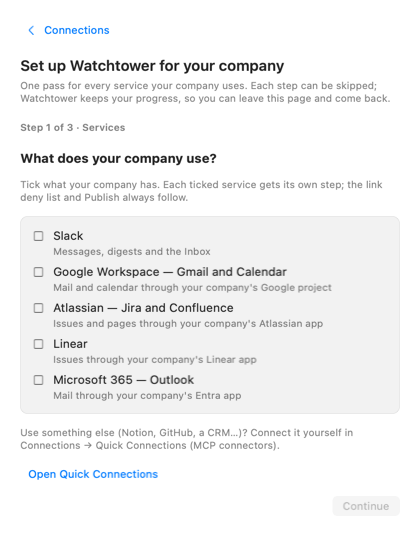 Connections
Set up Watchtower for your company
One pass for every service your company uses. Each step can be skipped;
Watchtower keeps your progress, so you can leave this page and come back.
Step 1 of 3 · Services
What does your company use?
Tick what your company has. Each ticked service gets its own step; the link
deny list and Publish always follow.
Slack
Messages, digests and the Inbox
Google Workspace — Gmail and Calendar
Mail and calendar through your company's Google project
Atlassian — Jira and Confluence
Issues and pages through your company's Atlassian app
Linear
Issues through your company's Linear app
Microsoft 365 — Outlook
Mail through your company's Entra app
Use something else (Notion, GitHub, a CRM…)? Connect it yourself in
Connections → Quick Connections (MCP connectors).
Open Quick Connections
Continue